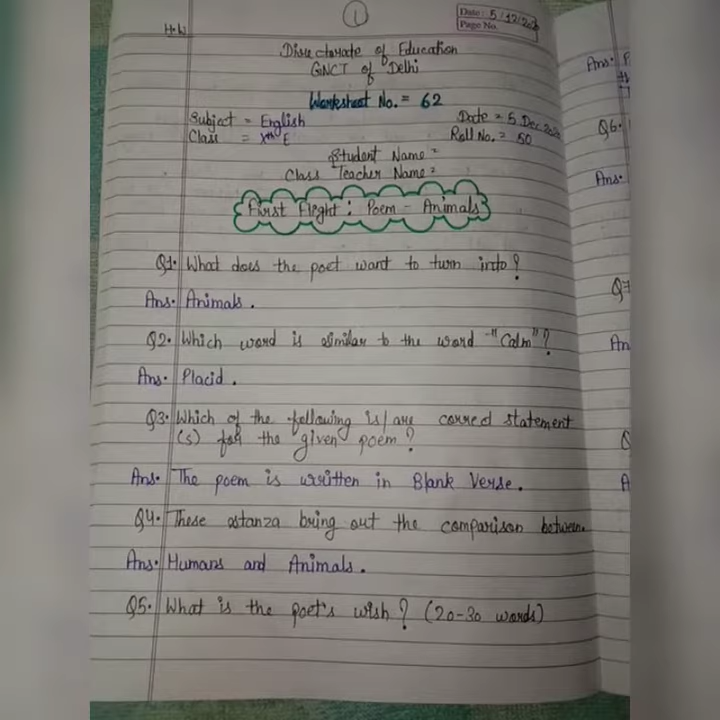 1
H.W
Date: 5/12/20
Page No.
Directorate of Education
GNCT of Delhi
Worksheet No. = 62
Subject = English
Date = 5 Dec
Class = Xth E
Roll No. = 50
Student Name =
Class Teacher Name =
First Flight : Poem - Animals
Q1. What does the poet want to turn into?
Ans. Animals.
Q2. Which word is similar to the word "Calm"?
Ans. Placid.
Q3. Which of the following is/are correct statement
(s) for the given poem?
Ans. The poem is written in Blank Verse.
Q4. These stanza bring out the comparison between.
Ans. Humans and Animals.
Q5. What is the poet's wish? (20-30 words)
Ans.
Q6.
Ans.